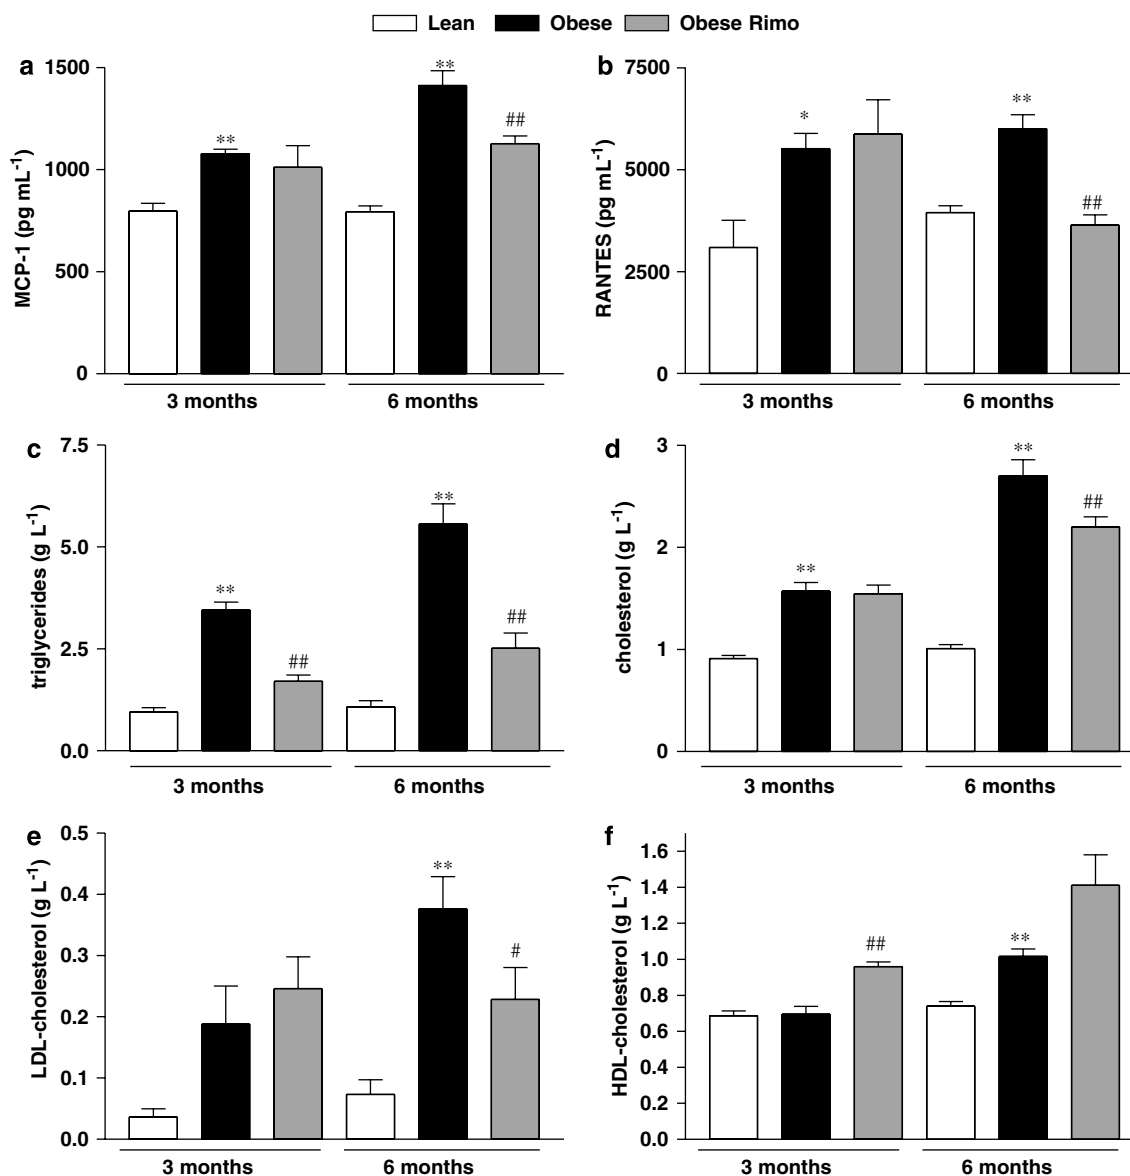 Lean Obese Obese Rimo
a
MCP-1 (pg mL-1)
1500
1000
500
0
**
**
##
3 months 6 months
b
RANTES (pg mL-1)
7500
5000
2500
0
*
**
##
3 months 6 months
c
triglycerides (g L-1)
7.5
5.0
2.5
0.0
**
##
**
##
3 months 6 months
d
cholesterol (g L-1)
3
2
1
0
**
**
##
3 months 6 months
e
LDL-cholesterol (g L-1)
0.5
0.4
0.3
0.2
0.1
0.0
**
#
3 months 6 months
f
HDL-cholesterol (g L-1)
1.6
1.4
1.2
1.0
0.8
0.6
0.4
0.2
0.0
##
**
3 months 6 months